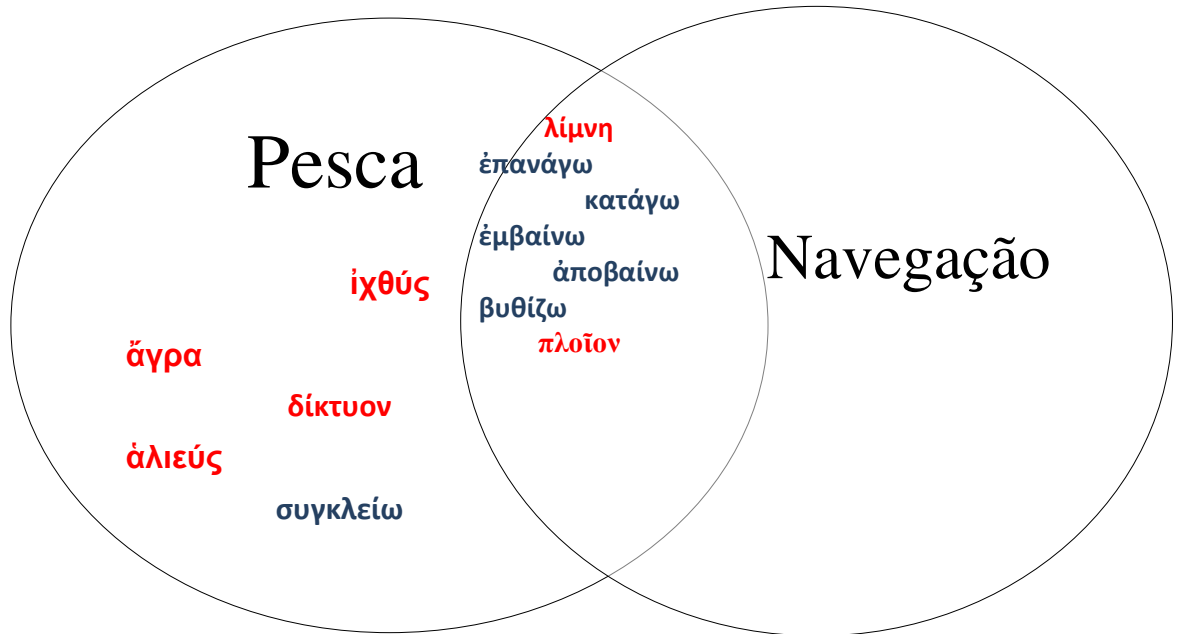 Pesca
λίμνη
ἐπανάγω
κατάγω
ἐμβαίνω
ἀποβαίνω
βυθίζω
πλοῖον
Navegação
ἰχθύς
ἄγρα
δίκτυον
ἁλιεύς
συγκλείω